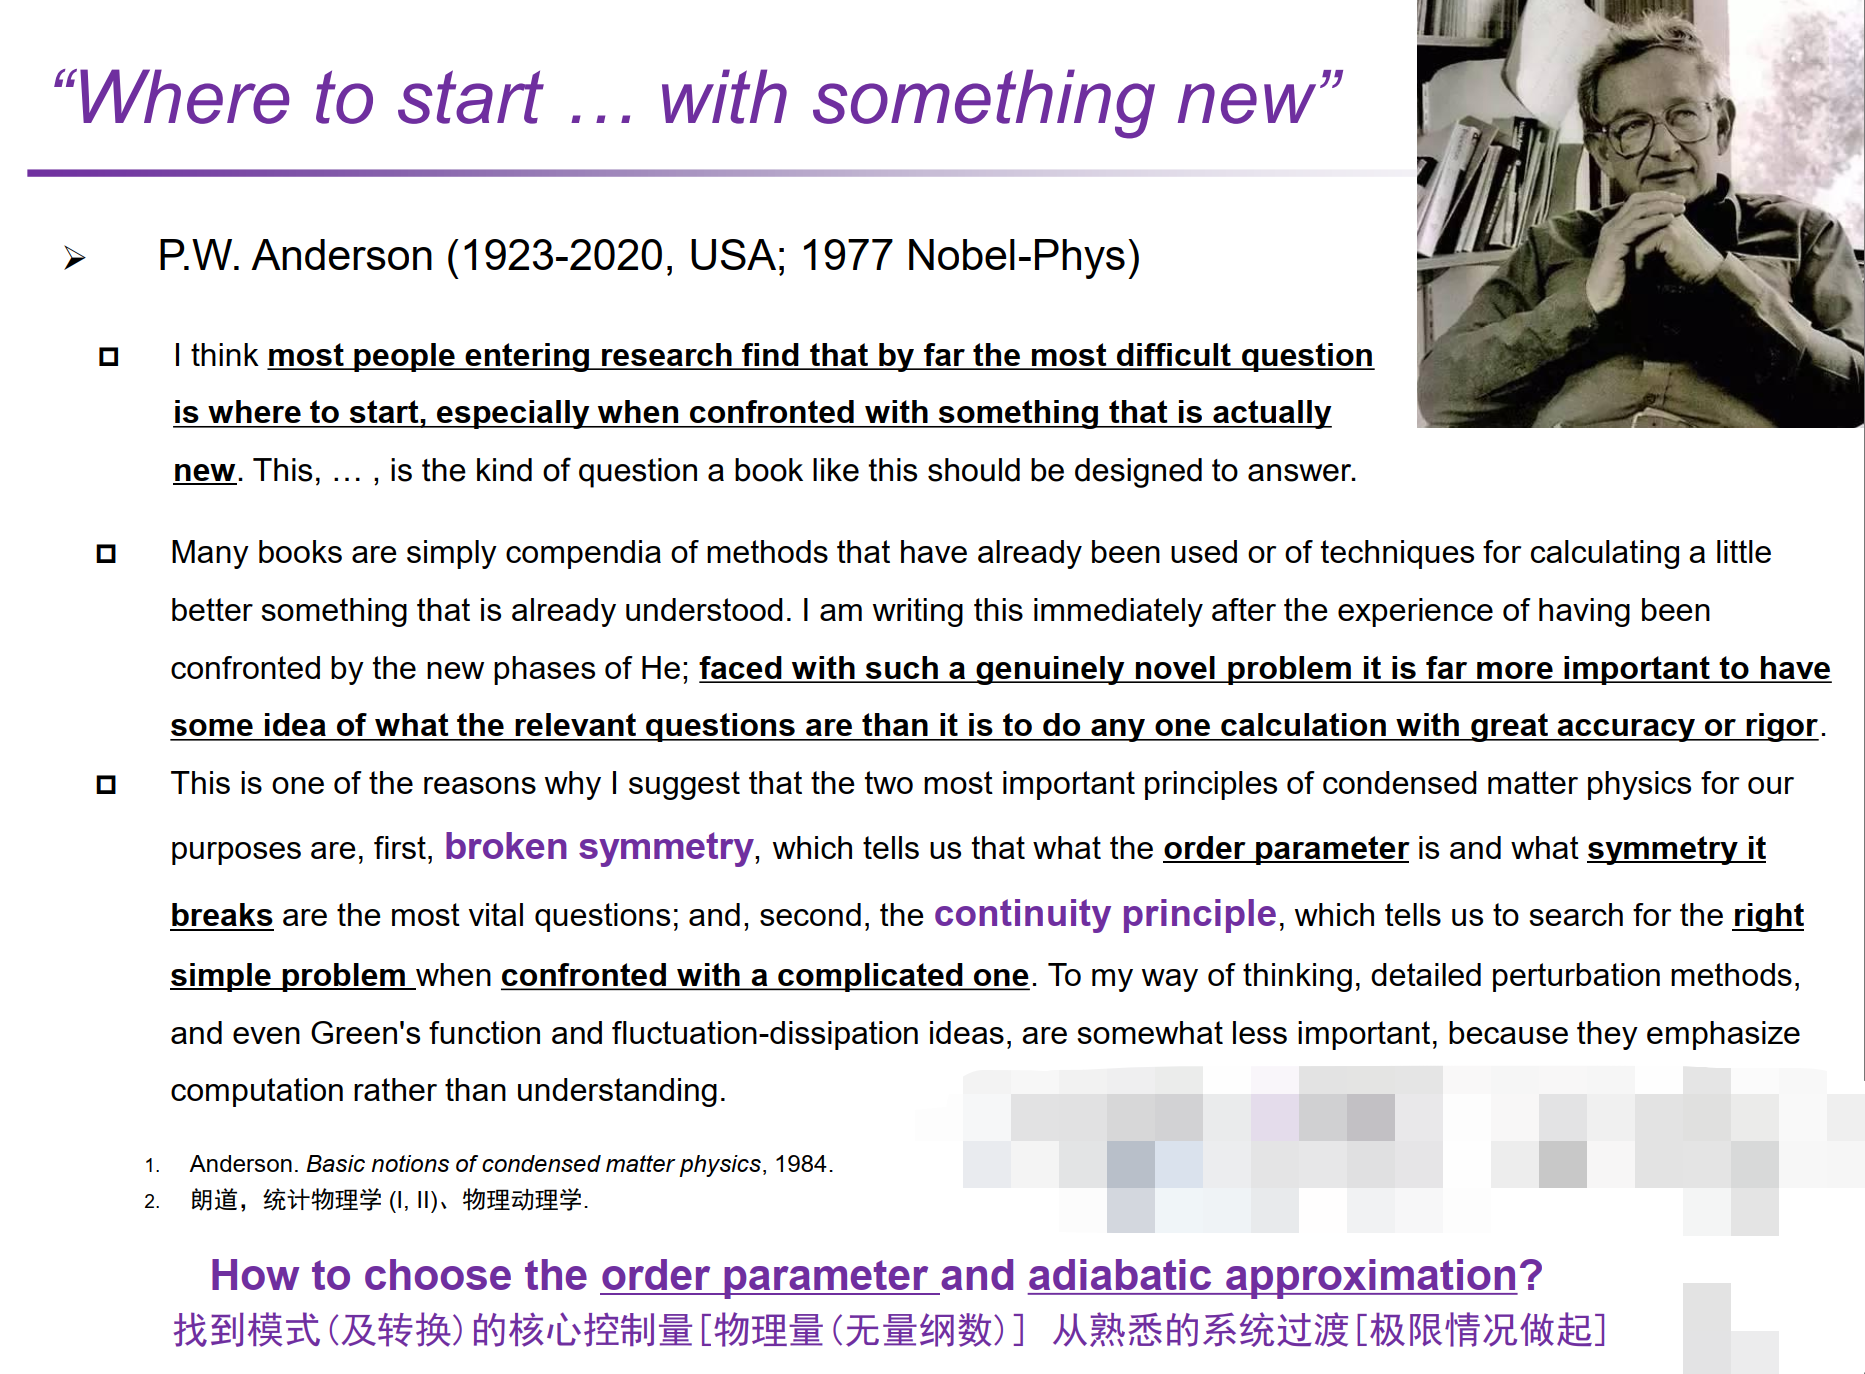 “Where to start … with something new”
P.W. Anderson (1923-2020, USA; 1977 Nobel-Phys)
I think most people entering research find that by far the most difficult question
is where to start, especially when confronted with something that is actually
new. This, … , is the kind of question a book like this should be designed to answer.
Many books are simply compendia of methods that have already been used or of techniques for calculating a little
better something that is already understood. I am writing this immediately after the experience of having been
confronted by the new phases of He; faced with such a genuinely novel problem it is far more important to have
some idea of what the relevant questions are than it is to do any one calculation with great accuracy or rigor.
This is one of the reasons why I suggest that the two most important principles of condensed matter physics for our
purposes are, first, broken symmetry, which tells us that what the order parameter is and what symmetry it
breaks are the most vital questions; and, second, the continuity principle, which tells us to search for the right
simple problem when confronted with a complicated one. To my way of thinking, detailed perturbation methods,
and even Green's function and fluctuation-dissipation ideas, are somewhat less important, because they emphasize
computation rather than understanding.
1. Anderson. Basic notions of condensed matter physics, 1984.
2. 朗道，统计物理学 (I, II)、物理动理学.
How to choose the order parameter and adiabatic approximation?
找到模式(及转换)的核心控制量[物理量(无量纲数)] 从熟悉的系统过渡[极限情况做起]